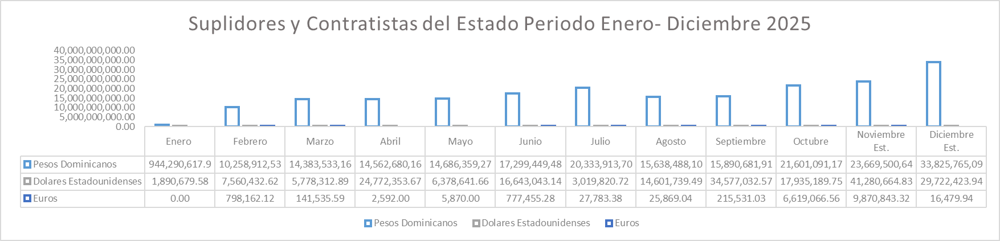 Suplidores y Contratistas del Estado Periodo Enero- Diciembre 2025
40,000,000,000.00
35,000,000,000.00
30,000,000,000.00
25,000,000,000.00
20,000,000,000.00
15,000,000,000.00
10,000,000,000.00
5,000,000,000.00
0.00
Enero Febrero Marzo Abril Mayo Junio Julio Agosto Septiembre Octubre Noviembre Est. Diciembre Est.
Pesos Dominicanos 944,290,617.9 10,258,912,53 14,383,533,16 14,562,680,16 14,686,359,27 17,299,449,48 20,333,913,70 15,638,488,10 15,890,681,91 21,601,091,17 23,669,500,64 33,825,765,09
Dolares Estadounidenses 1,890,679.58 7,560,432.62 5,778,312.89 24,772,353.67 6,378,641.66 16,643,043.14 3,019,820.72 14,601,739.49 34,577,032.57 17,935,189.75 41,280,664.83 29,722,423.94
Euros 0.00 798,162.12 141,535.59 2,592.00 5,870.00 777,455.28 27,783.38 25,869.04 215,531.03 6,619,066.56 9,870,843.32 16,479.94
Pesos Dominicanos Dolares Estadounidenses Euros